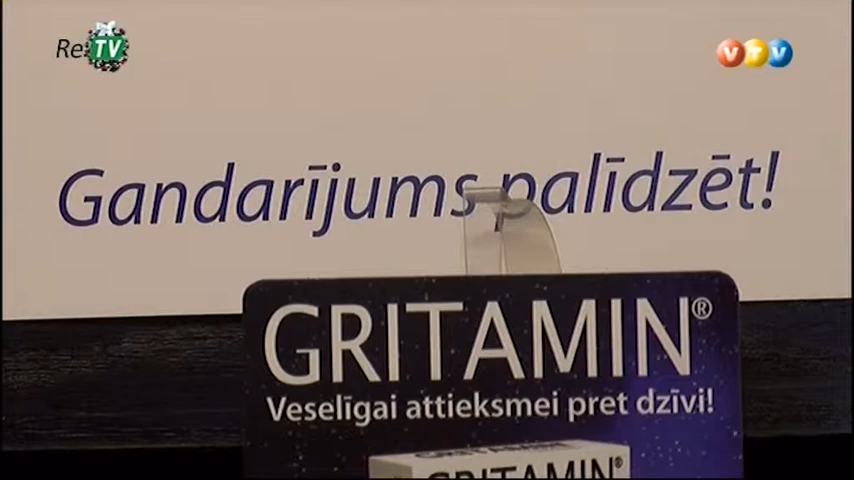 Re:TV
VTV
Gandarījums palīdzēt!
GRITAMIN®
Veselīgai attieksmei pret dzīvi!
GRITAMIN®